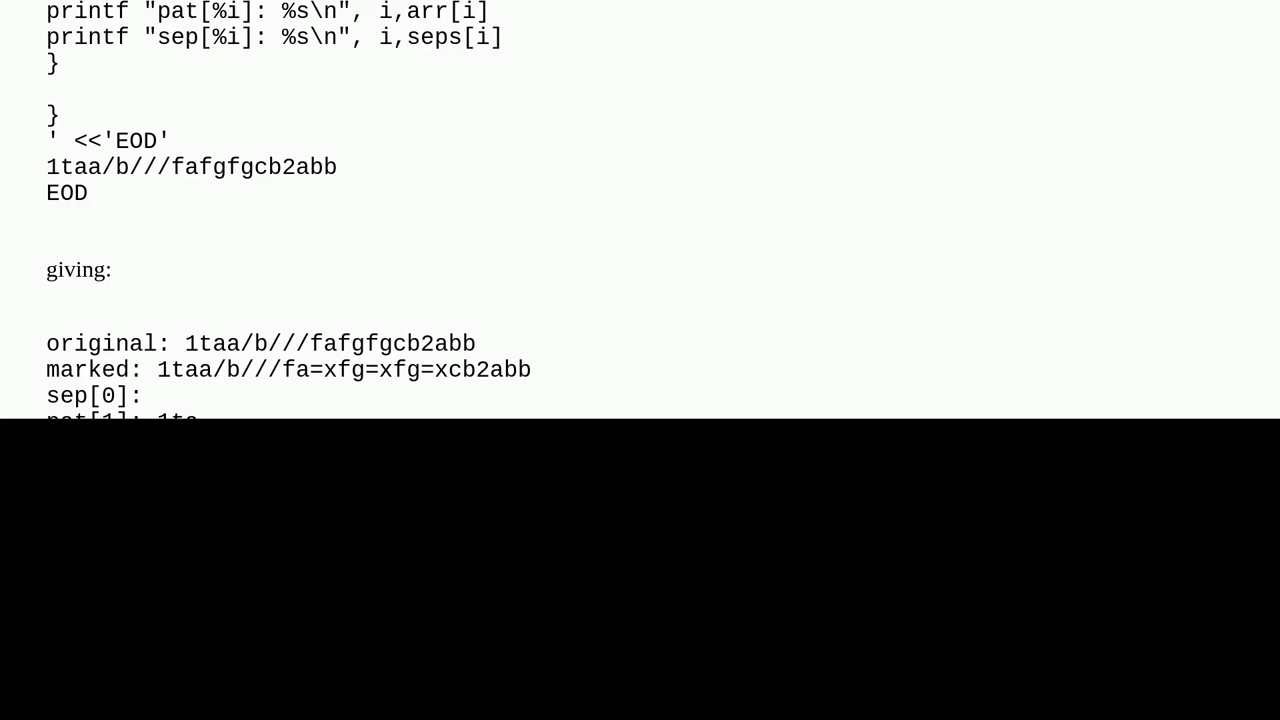 printf "pat[%i]: %s\n", i,arr[i]
printf "sep[%i]: %s\n", i,seps[i]
}
}
' <<'EOD'
1taa/b///fafgfgcb2abb
EOD
giving:
original: 1taa/b///fafgfgcb2abb
marked: 1taa/b///fa=xfg=xfg=xcb2abb
sep[0]: